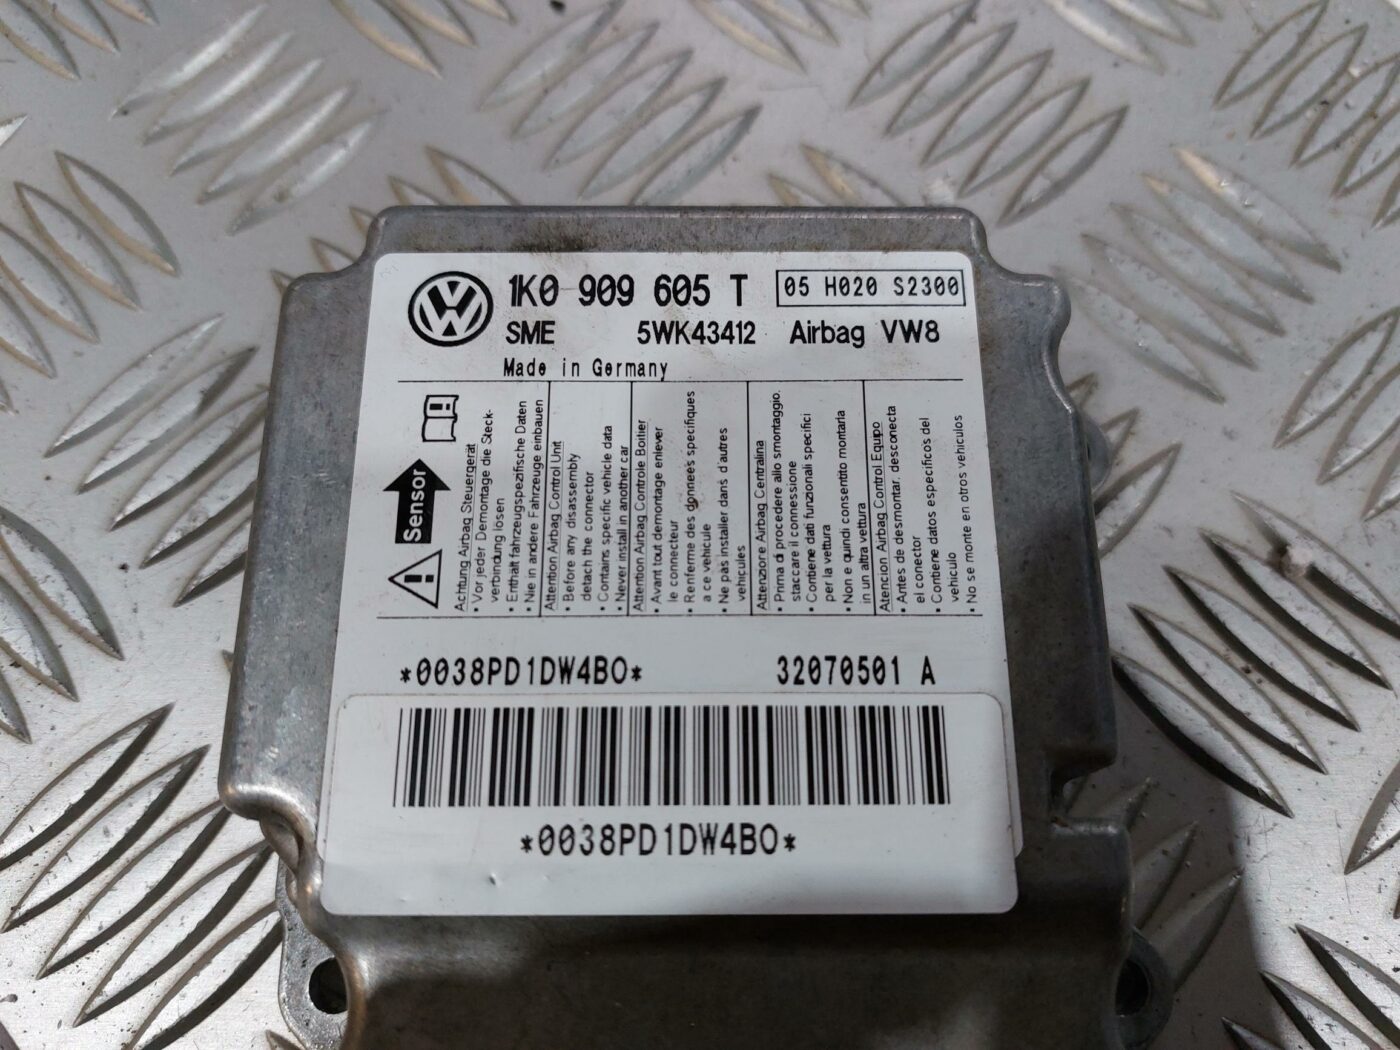 1K0 909 605 T
05 H020 S2300
SME 5WK43412 Airbag VW8
Made in Germany
Sensor
Achtung Airbag Steuergerät
• Vor jeder Demontage die Steck-
verbindung lösen
• Enthält fahrzeugspezifische Daten
• Nie in andere Fahrzeuge einbauen
Attention Airbag Control Unit
• Before any disassembly
detach the connector
• Contains specific vehicle data
• Never install in another car
Attention Airbag Controle Boitier
• Avant tout demontage enlever
le connecteur
• Renferme des donneés specifiques
a ce vehicule
• Ne pas installer dans d'autres
vehicules
Attenzione Airbag Centralina
• Prima di procedere allo smontaggio,
staccare il connessione
• Contiene dati funzionali specifici
per la vettura
• Non e quindi consentito montarla
in un altra vettura
Atencion Airbag Control Equipo
• Antes de desmontar, desconecta
el conector
• Contiene datos especificos del
vehiculo
• No se monte en otros vehiculos
*0038PD1DW4BO* 32070501 A
*0038PD1DW4BO*